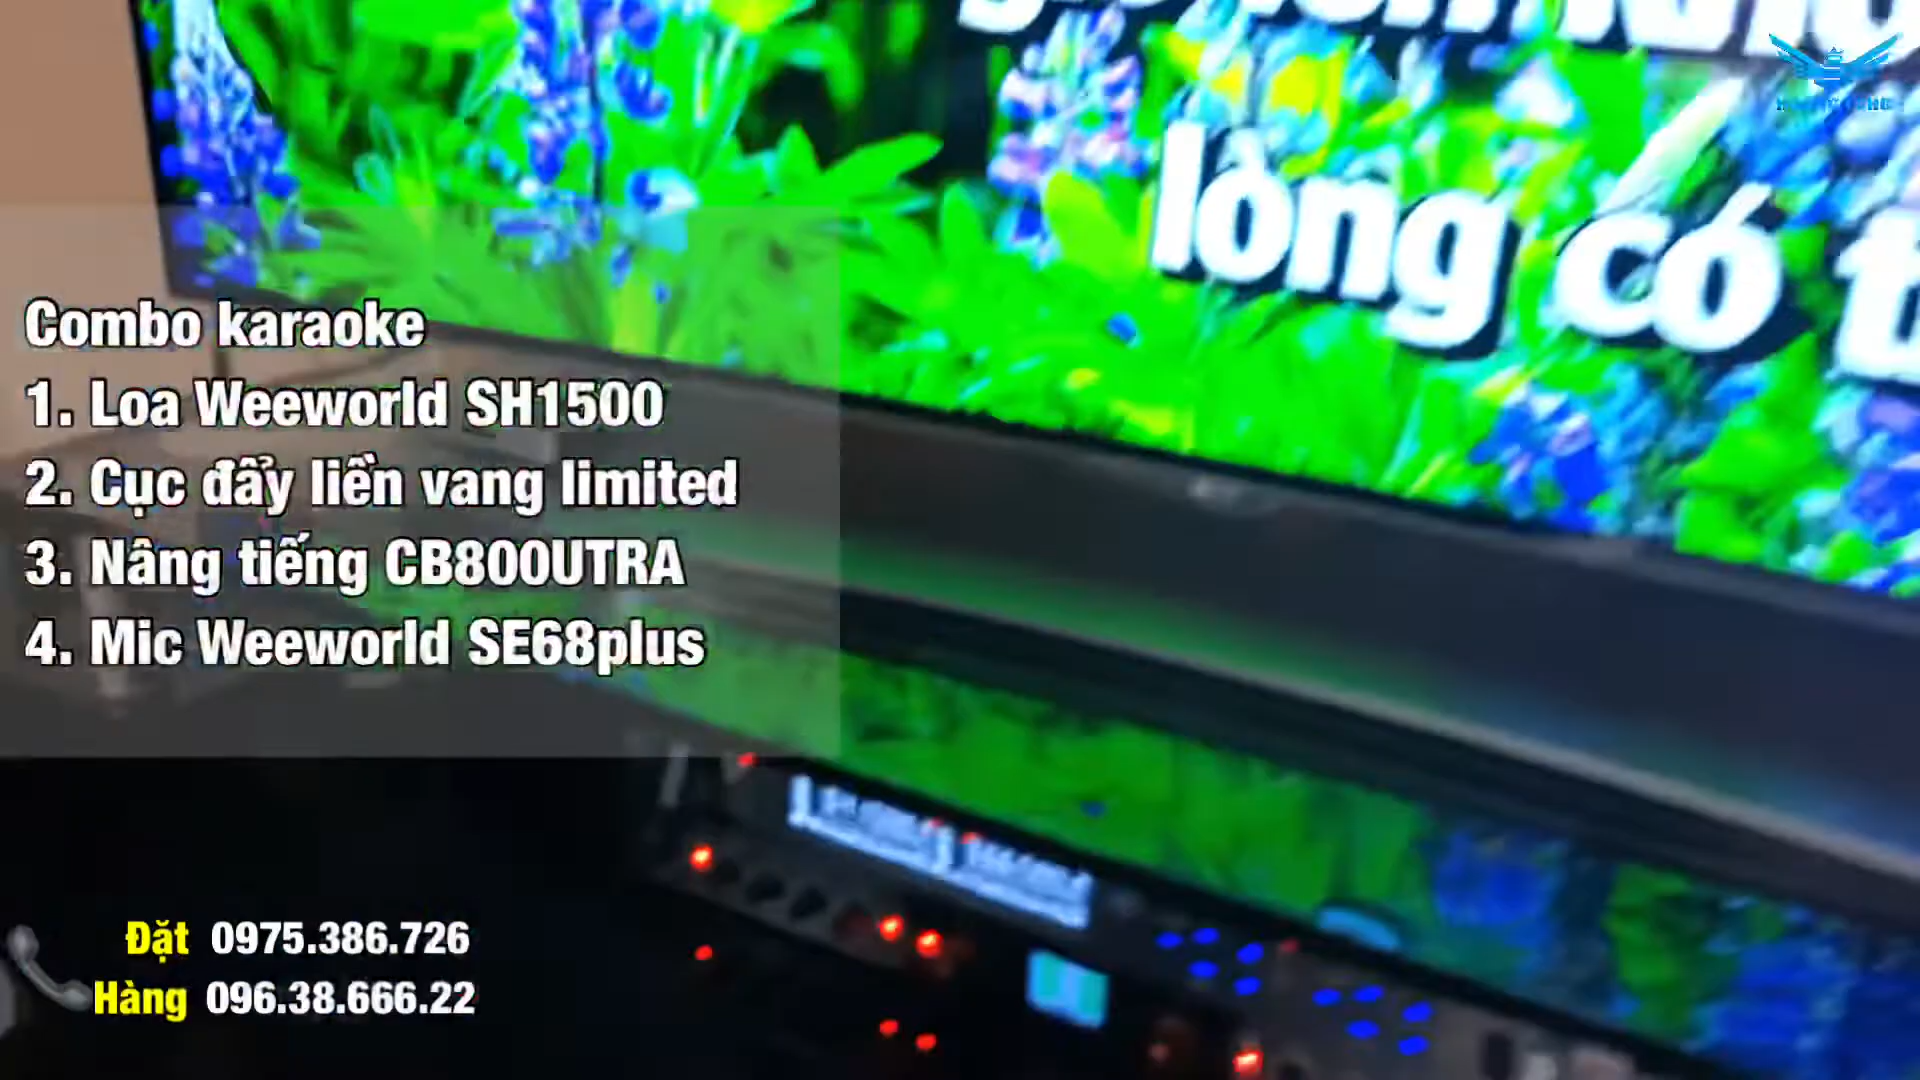 lòng có t
Combo karaoke
1. Loa Weeworld SH1500
2. Cục đẩy liền vang limited
3. Nâng tiếng CB800UTRA
4. Mic Weeworld SE68plus
Đặt 0975.386.726
Hàng 096.38.666.22